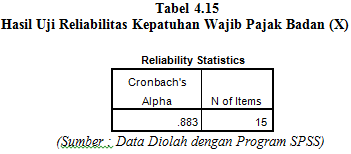 Tabel 4.15
Hasil Uji Reliabilitas Kepatuhan Wajib Pajak Badan (X)
Reliability Statistics
Cronbach's
Alpha N of Items
.883 15
(Sumber : Data Diolah dengan Program SPSS)